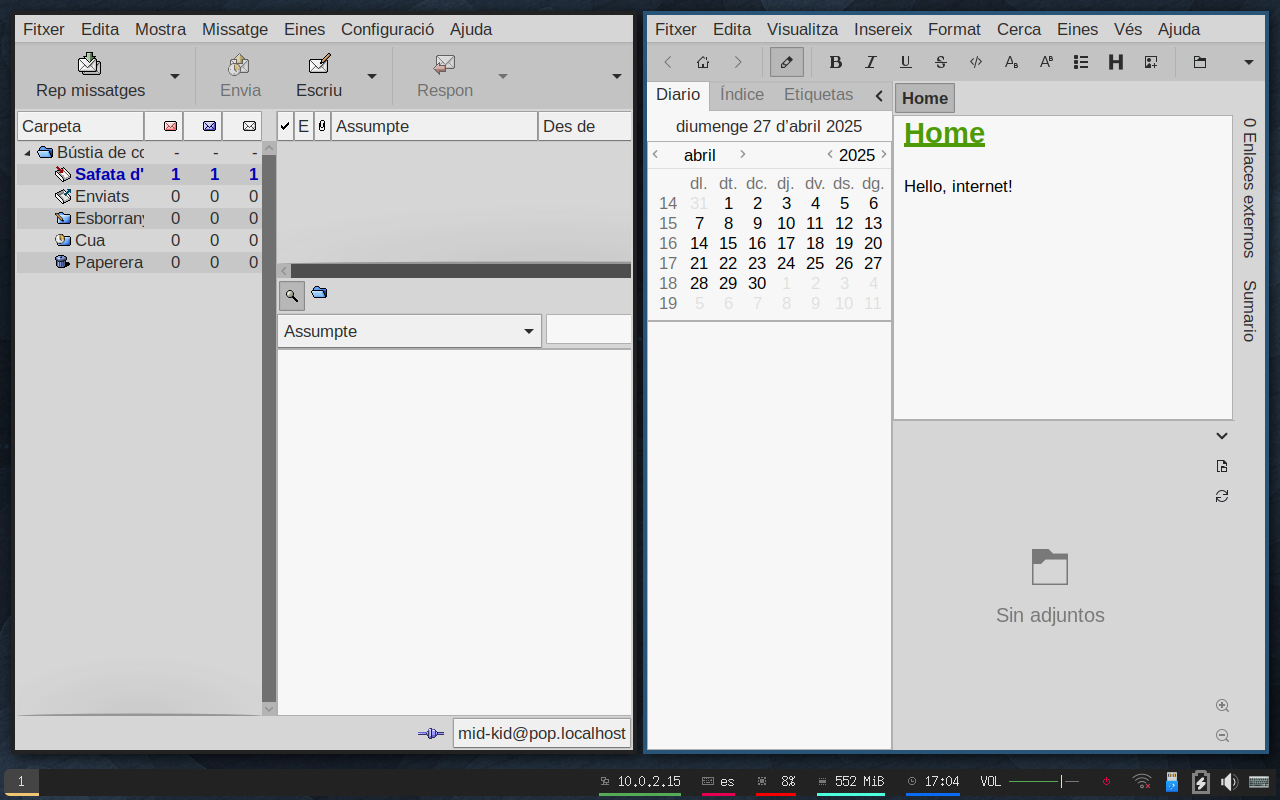 Fitxer Edita Mostra Missatge Eines Configuració Ajuda
Rep missatges Envia Escriu Respon
Carpeta
E Assumpte Des de
Bústia de cc - - -
Safata d' 1 1 1
Enviats 0 0 0
Esborrany 0 0 0
Cua 0 0 0
Paperera 0 0 0
Assumpte
mid-kid@pop.localhost
Fitxer Edita Visualitza Insereix Format Cerca Eines Vés Ajuda
B I U S </> H
Diario Índice Etiquetas
diumenge 27 d'abril 2025
abril 2025
dl. dt. dc. dj. dv. ds. dg.
14 31 1 2 3 4 5 6
15 7 8 9 10 11 12 13
16 14 15 16 17 18 19 20
17 21 22 23 24 25 26 27
18 28 29 30 1 2 3 4
19 5 6 7 8 9 10 11
Home
Home
Hello, internet!
0 Enlaces externos
Sumario
Sin adjuntos
1 10.0.2.15 es 8% 552 MiB 17:04 VOL